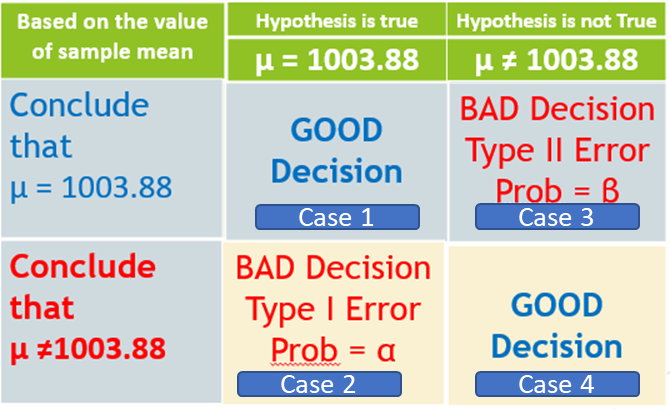 Based on the value
of sample mean
Hypothesis is true
Hypothesis is not True
μ = 1003.88
μ ≠ 1003.88
Conclude
that
μ = 1003.88
GOOD
Decision
Case 1
BAD Decision
Type II Error
Prob = β
Case 3
Conclude
that
μ ≠1003.88
BAD Decision
Type I Error
Prob = α
Case 2
GOOD
Decision
Case 4